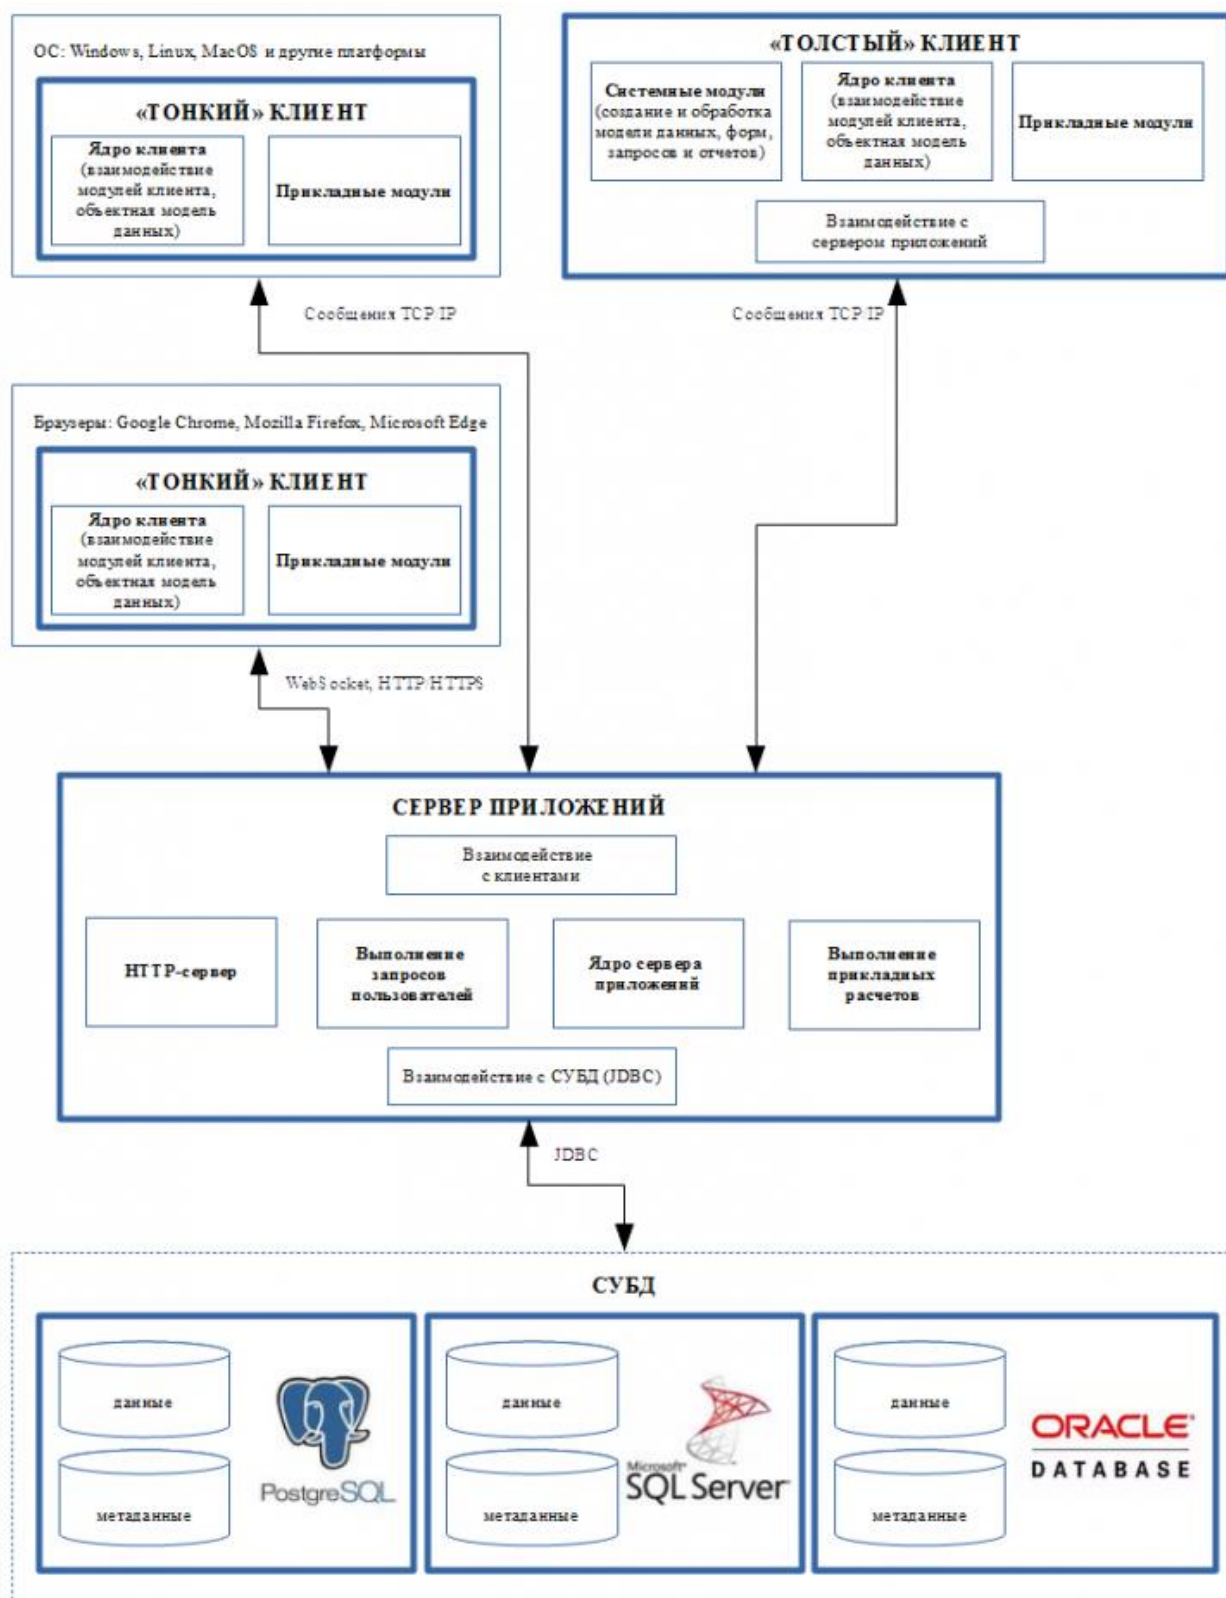 ОС: Windows, Linux, MacOS и другие платформы
«ТОНКИЙ» КЛИЕНТ
Ядро клиента
(взаимодействие
модулей клиента,
объектная модель
данных)
Прикладные модули
«ТОЛСТЫЙ» КЛИЕНТ
Системные модули
(создание и обработка
модели данных, форм,
запросов и отчетов)
Ядро клиента
(взаимодействие
модулей клиента,
объектная модель
данных)
Прикладные модули
Взаимодействие с
сервером приложений
Сообщения TCP/IP
Сообщения TCP/IP
Браузеры: Google Chrome, Mozilla Firefox, Microsoft Edge
«ТОНКИЙ» КЛИЕНТ
Ядро клиента
(взаимодействие
модулей клиента,
объектная модель
данных)
Прикладные модули
WebSocket, HTTP/HTTPS
СЕРВЕР ПРИЛОЖЕНИЙ
Взаимодействие
с клиентами
HTTP-сервер
Выполнение
запросов
пользователей
Ядро сервера
приложений
Выполнение
прикладных
расчетов
Взаимодействие с СУБД (JDBC)
JDBC
СУБД
данные
метаданные
PostgreSQL
данные
метаданные
Microsoft®
SQL Server
данные
метаданные
ORACLE®
DATABASE